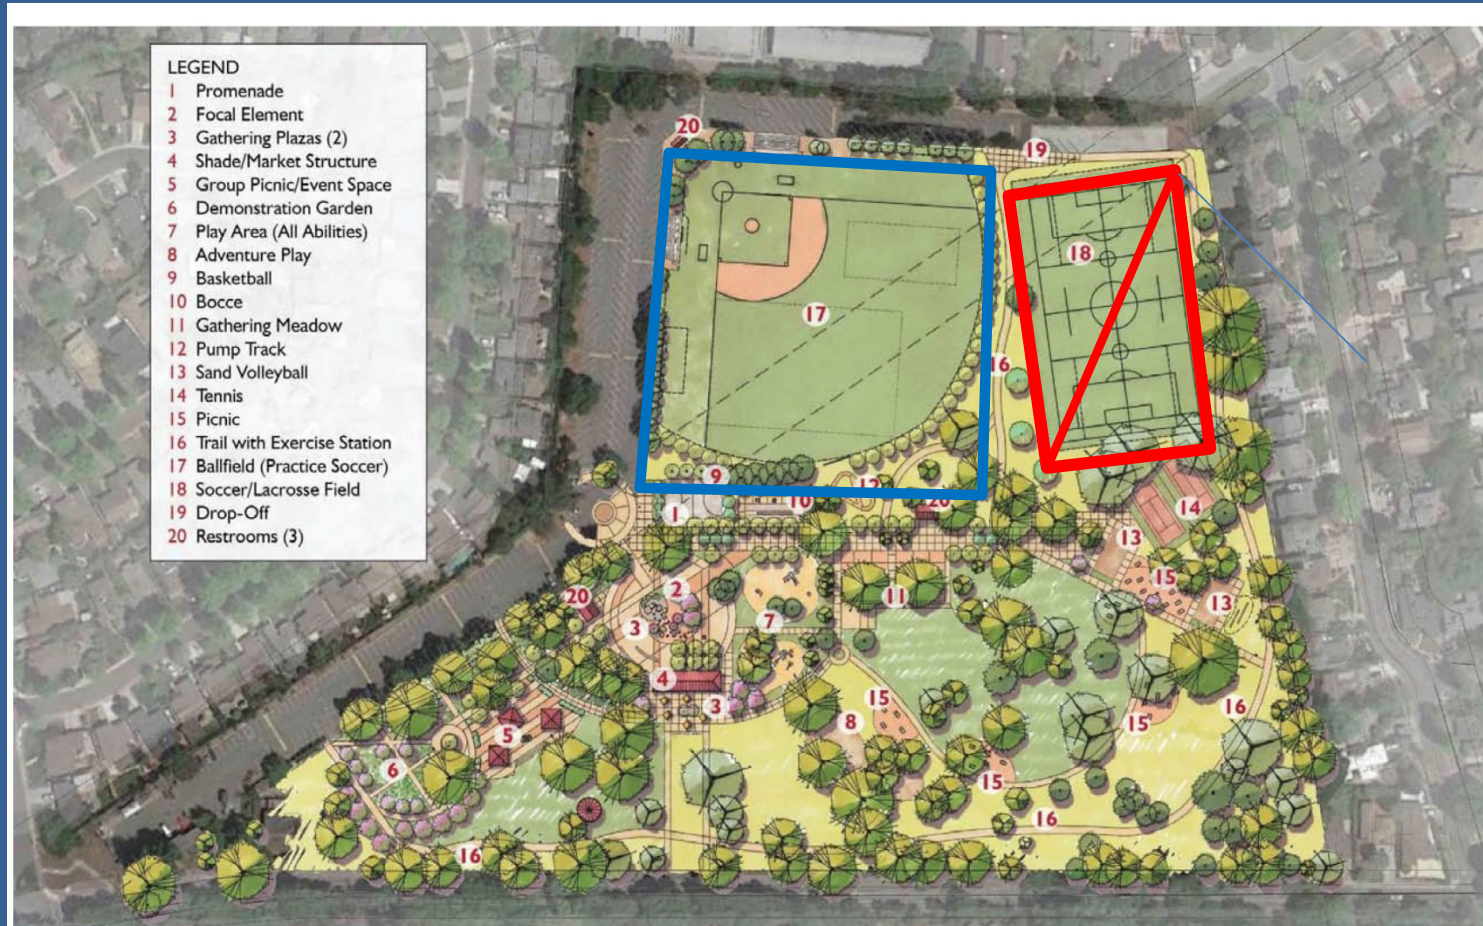 LEGEND
1 Promenade
2 Focal Element
3 Gathering Plazas (2)
4 Shade/Market Structure
5 Group Picnic/Event Space
6 Demonstration Garden
7 Play Area (All Abilities)
8 Adventure Play
9 Basketball
10 Bocce
11 Gathering Meadow
12 Pump Track
13 Sand Volleyball
14 Tennis
15 Picnic
16 Trail with Exercise Station
17 Ballfield (Practice Soccer)
18 Soccer/Lacrosse Field
19 Drop-Off
20 Restrooms (3)
20
19
18
17
16
9
12
10
20
1
14
13
15
2
20
11
13
7
3
4
3
15
8
15
16
5
6
15
16
16